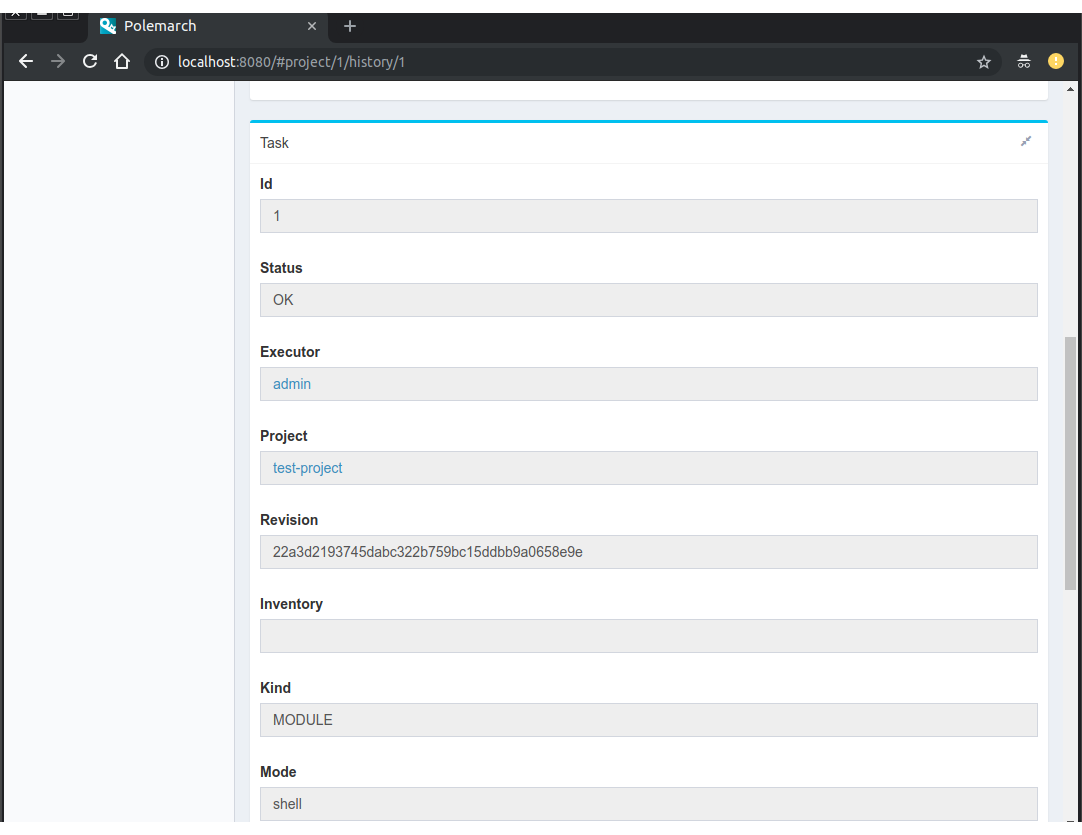 Polemarch
localhost:8080/#project/1/history/1
Task
Id
1
Status
OK
Executor
admin
Project
test-project
Revision
22a3d2193745dabc322b759bc15ddbb9a0658e9e
Inventory
Kind
MODULE
Mode
shell